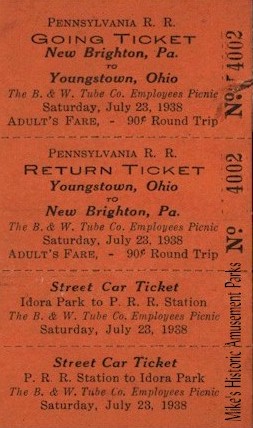 Pennsylvania R. R.
Going Ticket
New Brighton, Pa.
TO
Youngstown, Ohio
The B. & W. Tube Co. Employees Picnic
Saturday, July 23, 1938
Adult's Fare, - 90¢ Round Trip
No. 4002
Pennsylvania R. R.
Return Ticket
Youngstown, Ohio
TO
New Brighton, Pa.
The B. & W. Tube Co. Employees Picnic
Saturday, July 23, 1938
Adult's Fare, - 90¢ Round Trip
No. 4002
Street Car Ticket
Idora Park to P. R. R. Station
The B. & W. Tube Co. Employees Picnic
Saturday, July 23, 1938
Street Car Ticket
P. R. R. Station to Idora Park
The B. & W. Tube Co. Employees Picnic
Saturday, July 23, 1938
Mike's Historic Amusement Parks